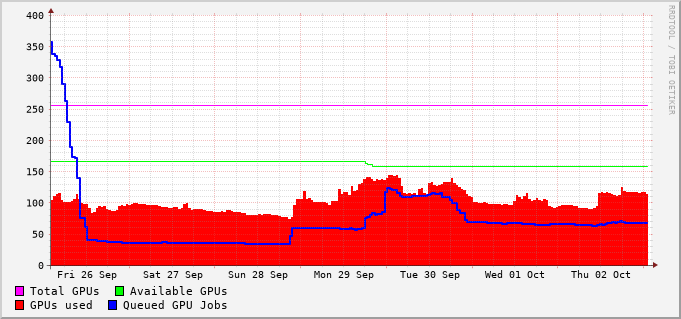 400
350
300
250
200
150
100
50
0
Fri 26 Sep Sat 27 Sep Sun 28 Sep Mon 29 Sep Tue 30 Sep Wed 01 Oct Thu 02 Oct
Total GPUs Available GPUs
GPUs used Queued GPU Jobs
RRDTOOL / TOBI OETIKER